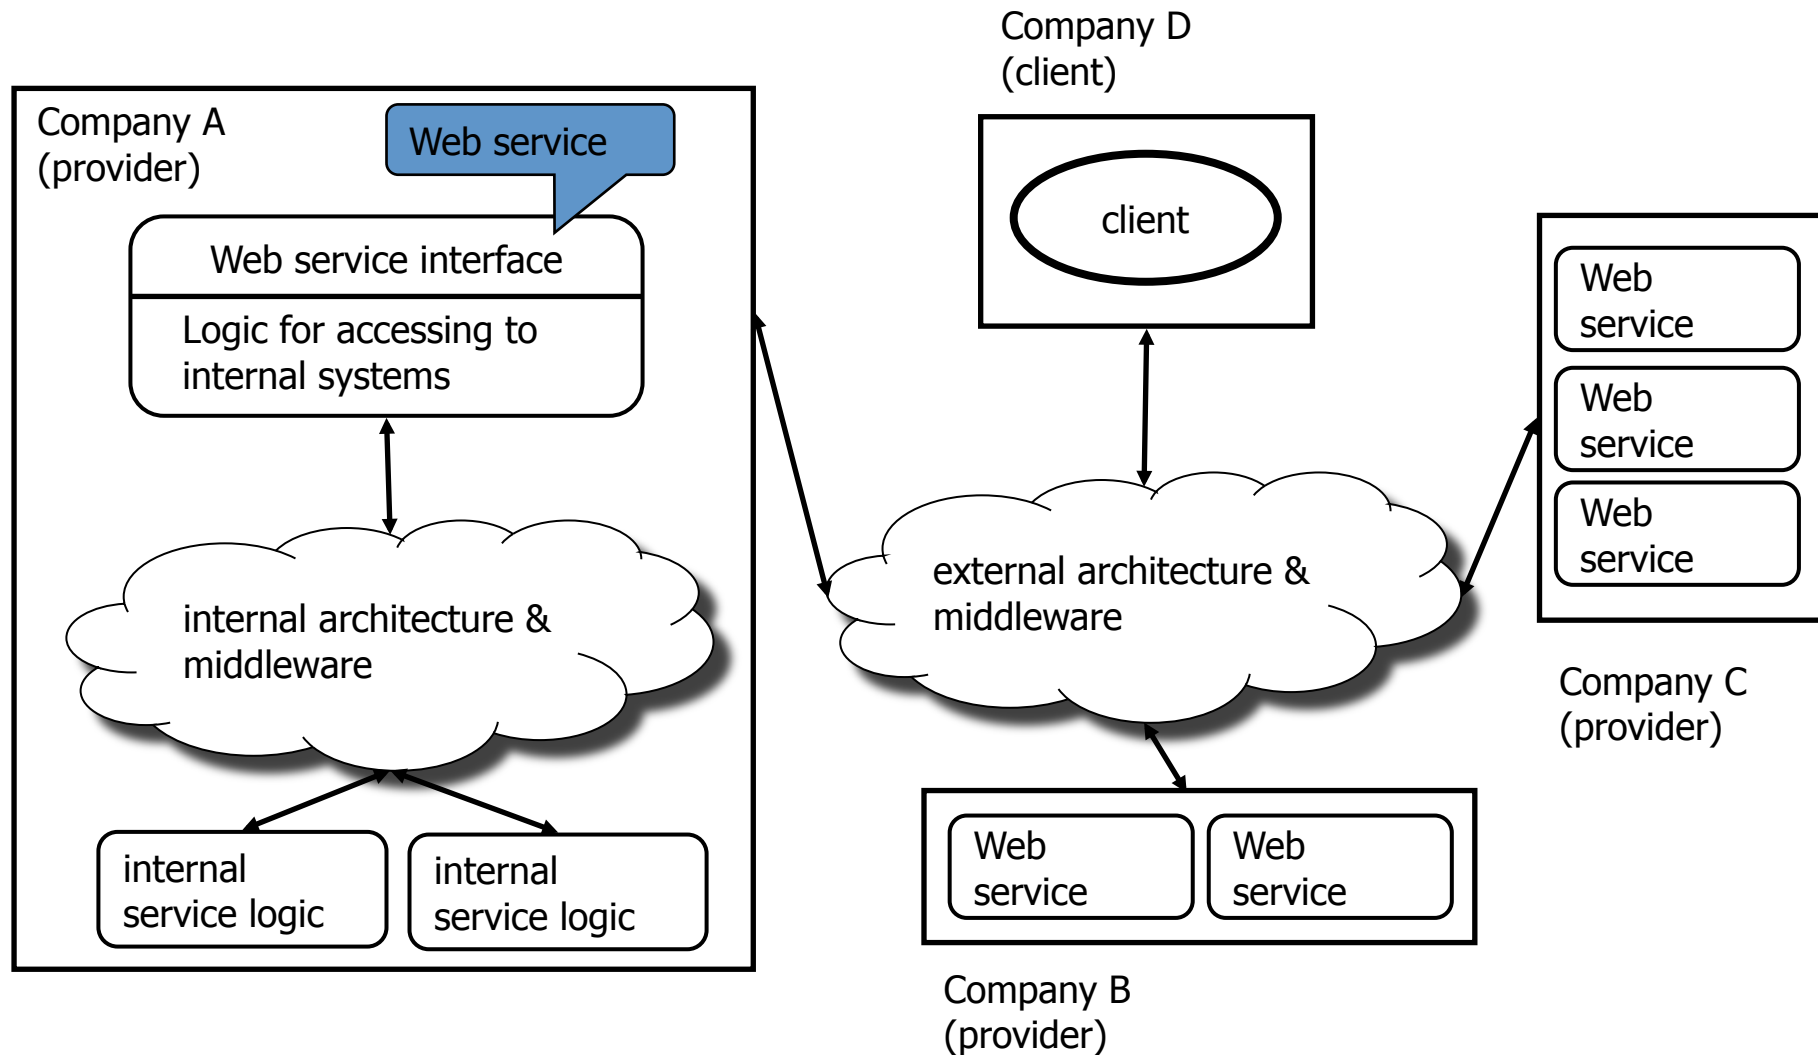 Company D
(client)
Company A
(provider)
Web service
Web service interface
Logic for accessing to
internal systems
client
Web
service
Web
service
Web
service
internal architecture &
middleware
external architecture &
middleware
Company C
(provider)
internal
service logic
internal
service logic
Web
service
Web
service
Company B
(provider)